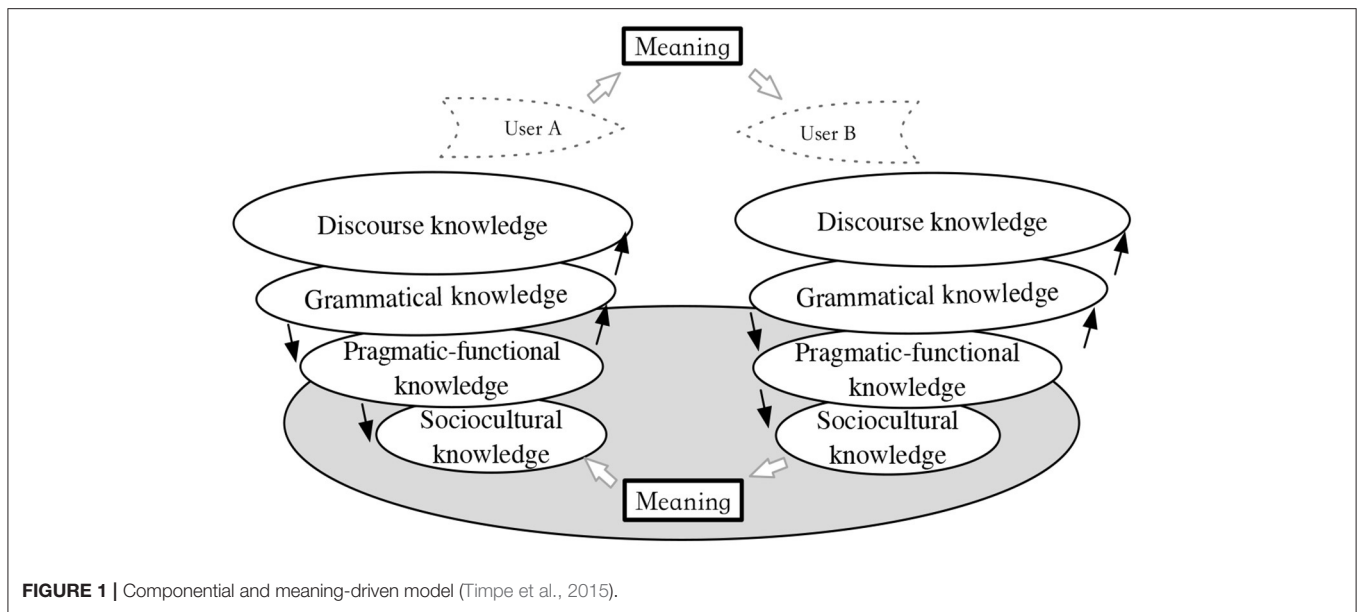 Meaning
User A
User B
Discourse knowledge
Discourse knowledge
Grammatical knowledge
Grammatical knowledge
Pragmatic-functional
knowledge
Pragmatic-functional
knowledge
Sociocultural
knowledge
Sociocultural
knowledge
Meaning
FIGURE 1 | Componential and meaning-driven model (Timpe et al., 2015).